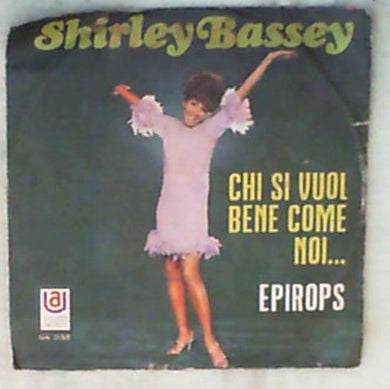 Shirley Bassey
CHI SI VUOL
BENE COME
NOI...
EPIROPS